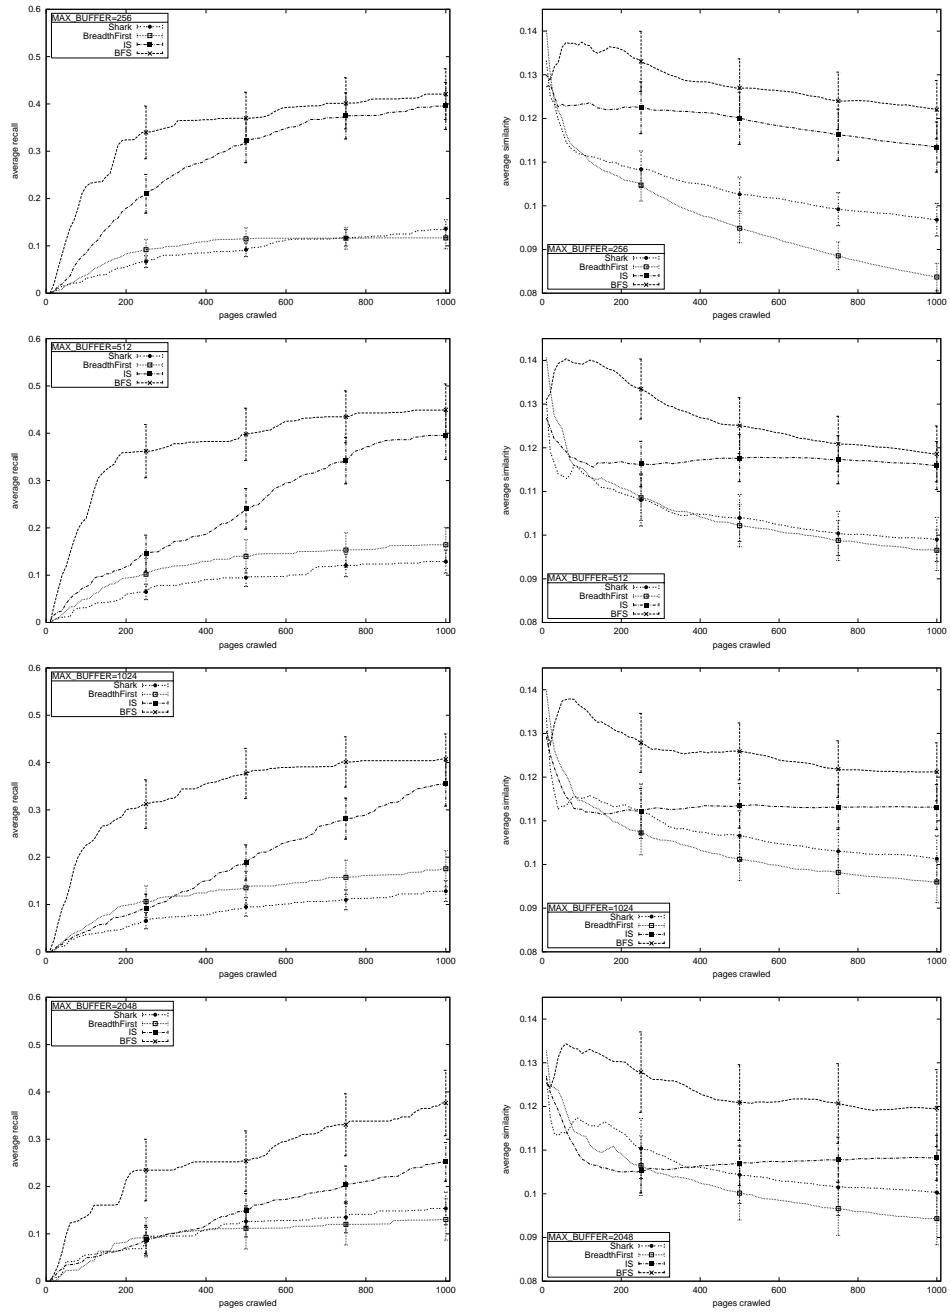 MAX_BUFFER=256
Shark
BreadthFirst
IS
BFS
average recall
0
0.1
0.2
0.3
0.4
0.5
0.6
0
200
400
600
800
1000
pages crawled
MAX_BUFFER=256
Shark
BreadthFirst
IS
BFS
average similarity
0.08
0.09
0.1
0.11
0.12
0.13
0.14
0
200
400
600
800
1000
pages crawled
MAX_BUFFER=512
Shark
BreadthFirst
IS
BFS
average recall
0
0.1
0.2
0.3
0.4
0.5
0.6
0
200
400
600
800
1000
pages crawled
MAX_BUFFER=512
Shark
BreadthFirst
IS
BFS
average similarity
0.08
0.09
0.1
0.11
0.12
0.13
0.14
0
200
400
600
800
1000
pages crawled
MAX_BUFFER=1024
Shark
BreadthFirst
IS
BFS
average recall
0
0.1
0.2
0.3
0.4
0.5
0.6
0
200
400
600
800
1000
pages crawled
MAX_BUFFER=1024
Shark
BreadthFirst
IS
BFS
average similarity
0.08
0.09
0.1
0.11
0.12
0.13
0.14
0
200
400
600
800
1000
pages crawled
MAX_BUFFER=2048
Shark
BreadthFirst
IS
BFS
average recall
0
0.1
0.2
0.3
0.4
0.5
0.6
0
200
400
600
800
1000
pages crawled
MAX_BUFFER=2048
Shark
BreadthFirst
IS
BFS
average similarity
0.08
0.09
0.1
0.11
0.12
0.13
0.14
0
200
400
600
800
1000
pages crawled